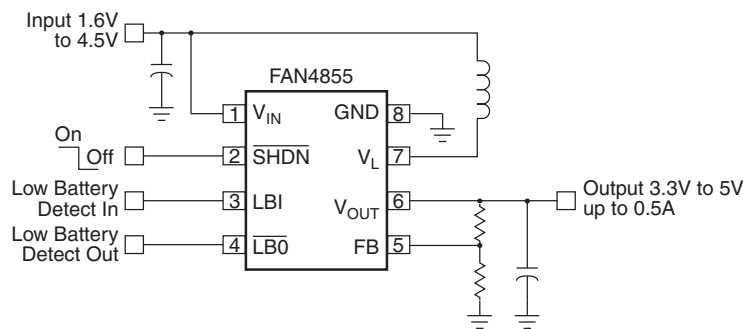 Input 1.6V
to 4.5V
FAN4855
1 VIN
GND 8
On
Off
2 SHDN
VL 7
Low Battery
Detect In
3 LBI
VOUT 6
Output 3.3V to 5V
up to 0.5A
Low Battery
Detect Out
4 LB0
FB 5